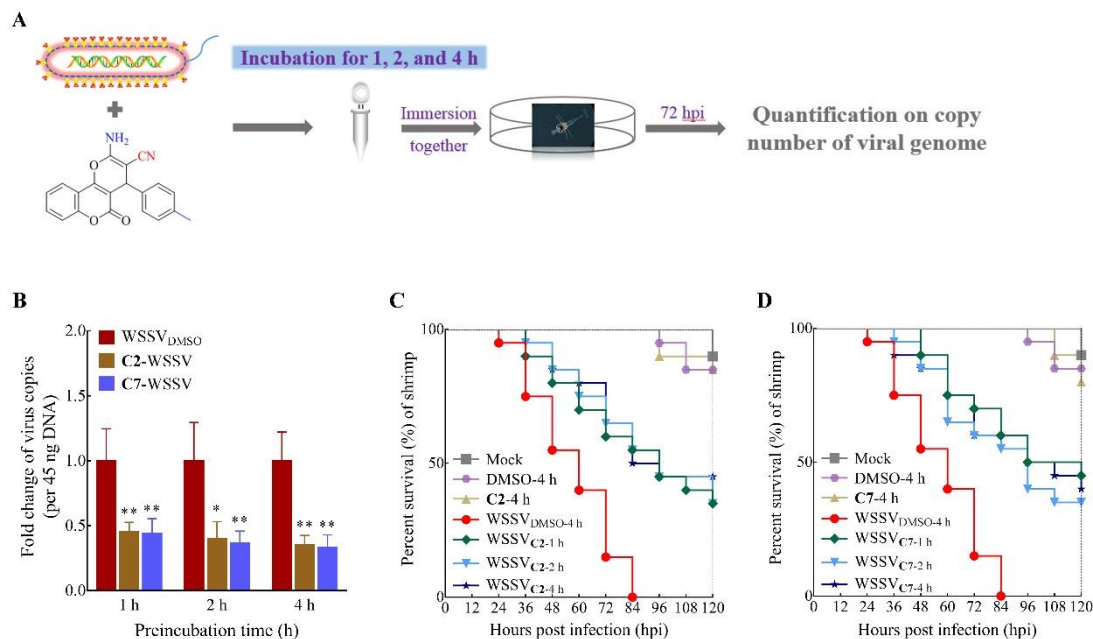 A
Incubation for 1, 2, and 4 h
NH2
CN
O
O
O
Immersion
together
72 hpi
Quantification on copy
number of viral genome
B
Fold change of virus copies
(per 45 ng DNA)
2.0
1.5
1.0
0.5
0.0
WSSVDMSO
C2-WSSV
C7-WSSV
** **
* **
** **
1 h 2 h 4 h
Preincubation time (h)
C
Percent survival (%) of shrimp
100
50
0
Mock
DMSO-4 h
C2-4 h
WSSVDMSO-4 h
WSSVC2-1 h
WSSVC2-2 h
WSSVC2-4 h
0 12 24 36 48 60 72 84 96 108 120
Hours post infection (hpi)
D
Percent survival (%) of shrimp
100
50
0
Mock
DMSO-4 h
C7-4 h
WSSVDMSO-4 h
WSSVC7-1 h
WSSVC7-2 h
WSSVC7-4 h
0 12 24 36 48 60 72 84 96 108 120
Hours post infection (hpi)